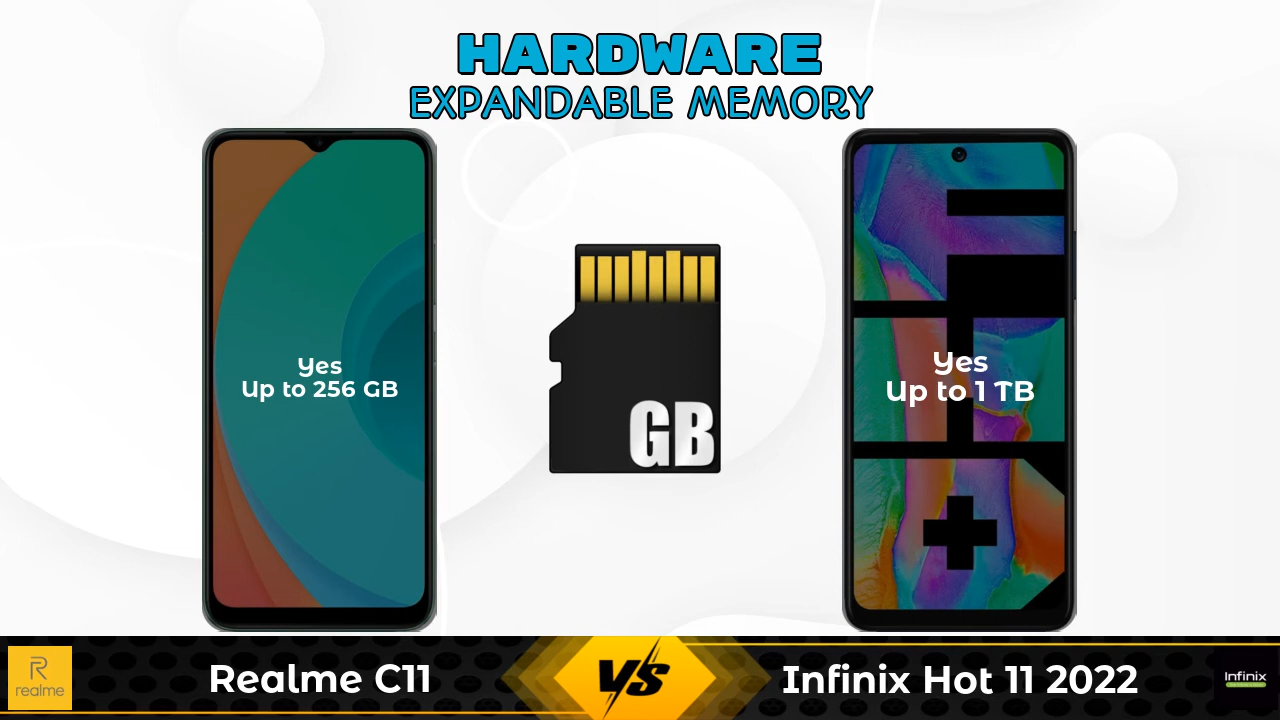 HARDWARE
EXPANDABLE MEMORY
Yes
Up to 256 GB
GB
Yes
Up to 1 TB
realme
Realme C11
VS
Infinix Hot 11 2022
Infinix